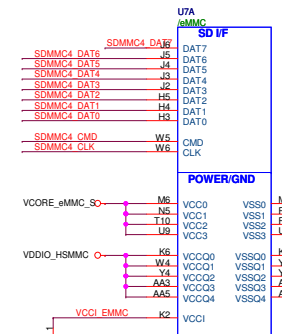 U7A
/eMMC
SD I/F
SDMMC4_DAT7 J6 DAT7
SDMMC4_DAT6 J5 DAT6
SDMMC4_DAT5 J4 DAT5
SDMMC4_DAT4 J3 DAT4
SDMMC4_DAT3 J2 DAT3
SDMMC4_DAT2 H5 DAT2
SDMMC4_DAT1 H4 DAT1
SDMMC4_DAT0 H3 DAT0
SDMMC4_CMD W5 CMD
SDMMC4_CLK W6 CLK
POWER/GND
VCORE_eMMC_S M6 VCC0 VSS0
N5 VCC1 VSS1
T10 VCC2 VSS2
U9 VCC3 VSS3
VDDIO_HSMMC K6 VCCQ0 VSSQ0
W4 VCCQ1 VSSQ1
Y4 VCCQ2 VSSQ2
AA3 VCCQ3 VSSQ3
AA5 VCCQ4 VSSQ4
VCCI_EMMC K2 VCCI